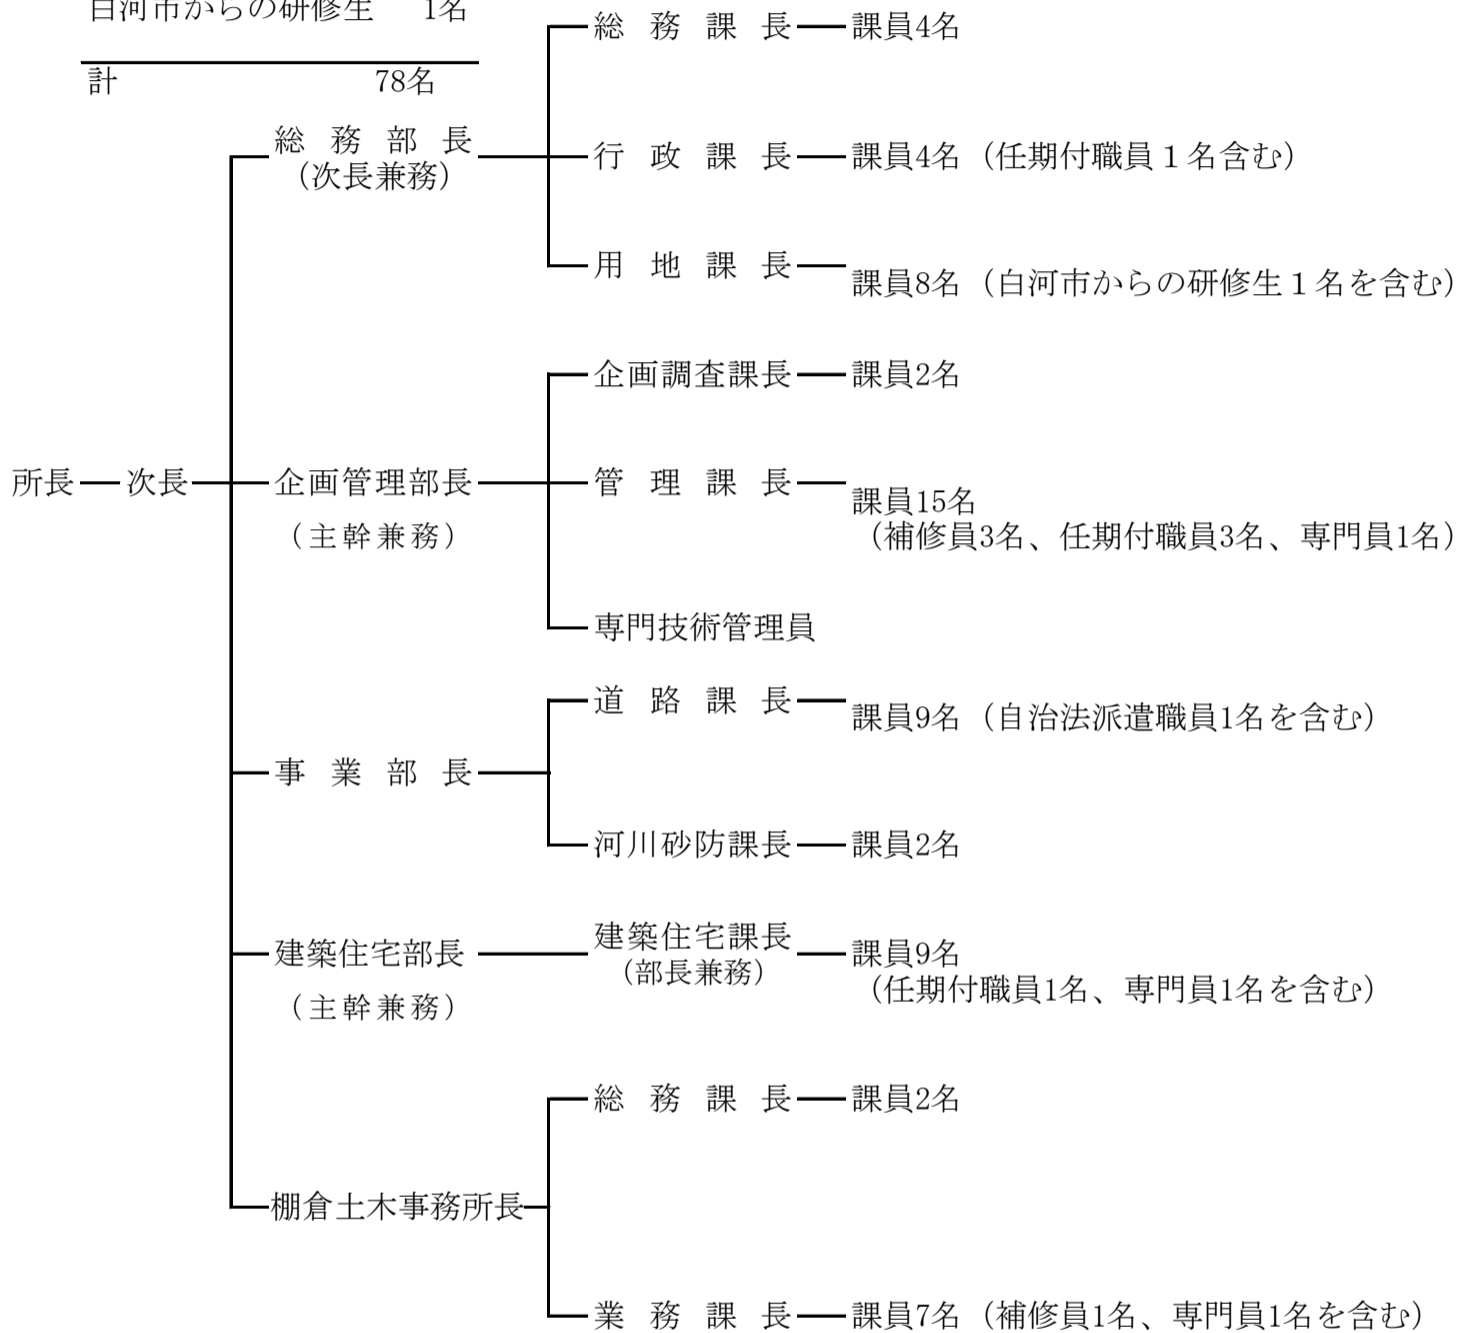 白河市からの研修生 1名
計 78名
総務課長 課員4名
総務部長
(次長兼務)
行政課長 課員4名（任期付職員１名含む）
用地課長
課員8名（白河市からの研修生１名を含む）
企画調査課長 課員2名
所長 次長 企画管理部長 管理課長
（主幹兼務）
課員15名
（補修員3名、任期付職員3名、専門員1名）
専門技術管理員
道路課長
課員9名（自治法派遣職員1名を含む）
事業部長
河川砂防課長 課員2名
建築住宅部長
（主幹兼務）
建築住宅課長
(部長兼務)
課員9名
（任期付職員1名、専門員1名を含む）
総務課長 課員2名
棚倉土木事務所長
業務課長 課員7名（補修員1名、専門員1名を含む）